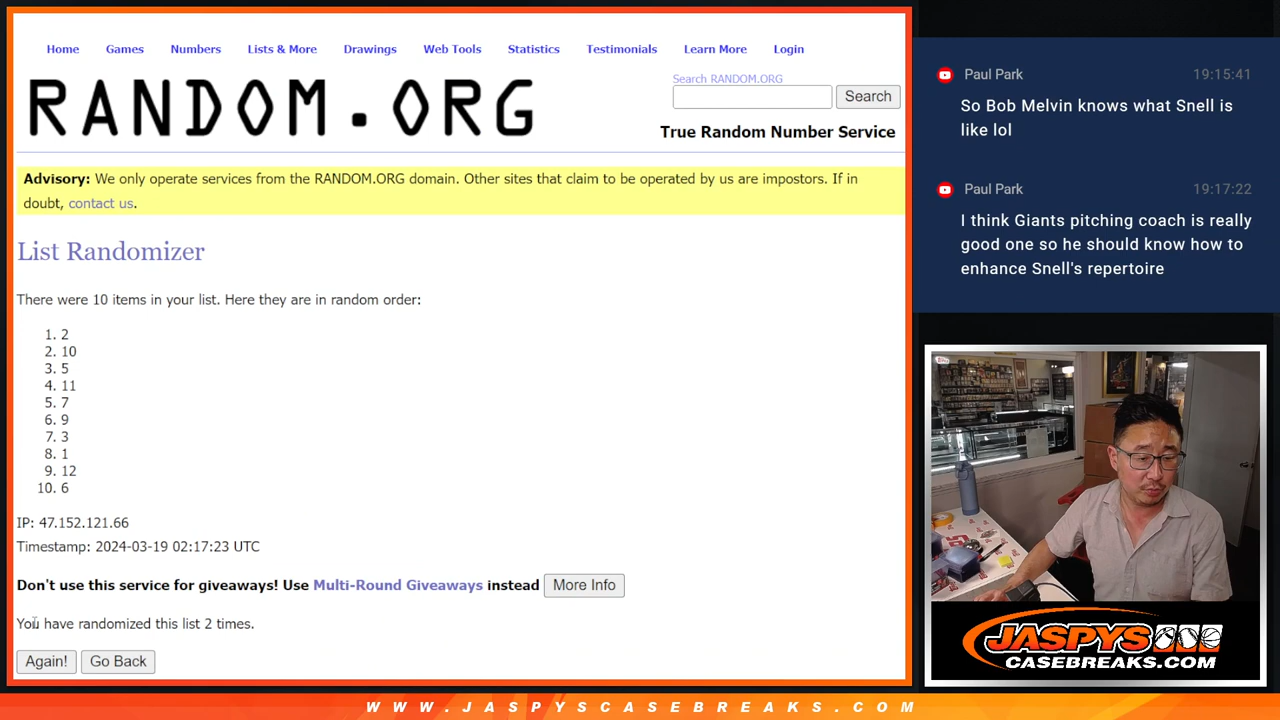 Home Games Numbers Lists & More Drawings Web Tools Statistics Testimonials Learn More Login
RANDOM.ORG
Search RANDOM.ORG
Search
True Random Number Service
Advisory: We only operate services from the RANDOM.ORG domain. Other sites that claim to be operated by us are impostors. If in
doubt, contact us.
List Randomizer
There were 10 items in your list. Here they are in random order:
1. 2
2. 10
3. 5
4. 11
5. 7
6. 9
7. 3
8. 1
9. 12
10. 6
IP: 47.152.121.66
Timestamp: 2024-03-19 02:17:23 UTC
Don't use this service for giveaways! Use Multi-Round Giveaways instead More Info
You have randomized this list 2 times.
Again! Go Back
Paul Park 19:15:41
So Bob Melvin knows what Snell is
like lol
Paul Park 19:17:22
I think Giants pitching coach is really
good one so he should know how to
enhance Snell's repertoire
JASPYS
CASEBREAKS.COM
WWW.JASPYSCASEBREAKS.COM